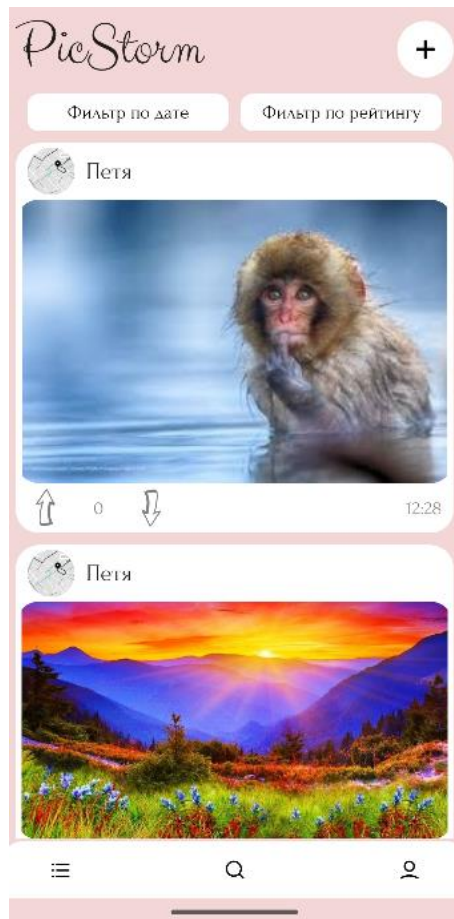 PicStorm
Фильтр по дате
Фильтр по рейтингу
Петя
0
12:28
Петя